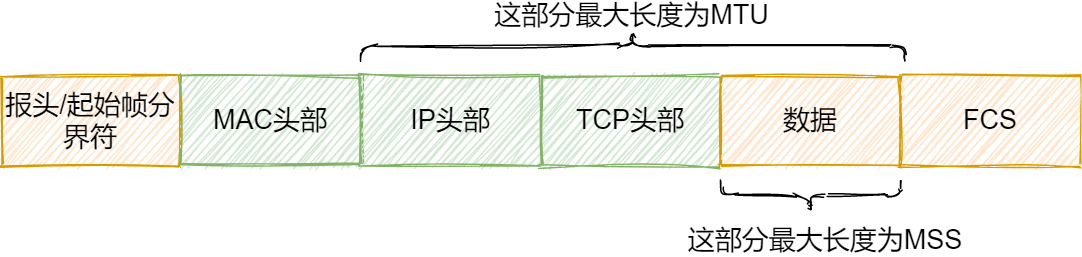 这部分最大长度为MTU
报头/起始帧分
界符
MAC头部
IP头部
TCP头部
数据
FCS
这部分最大长度为MSS